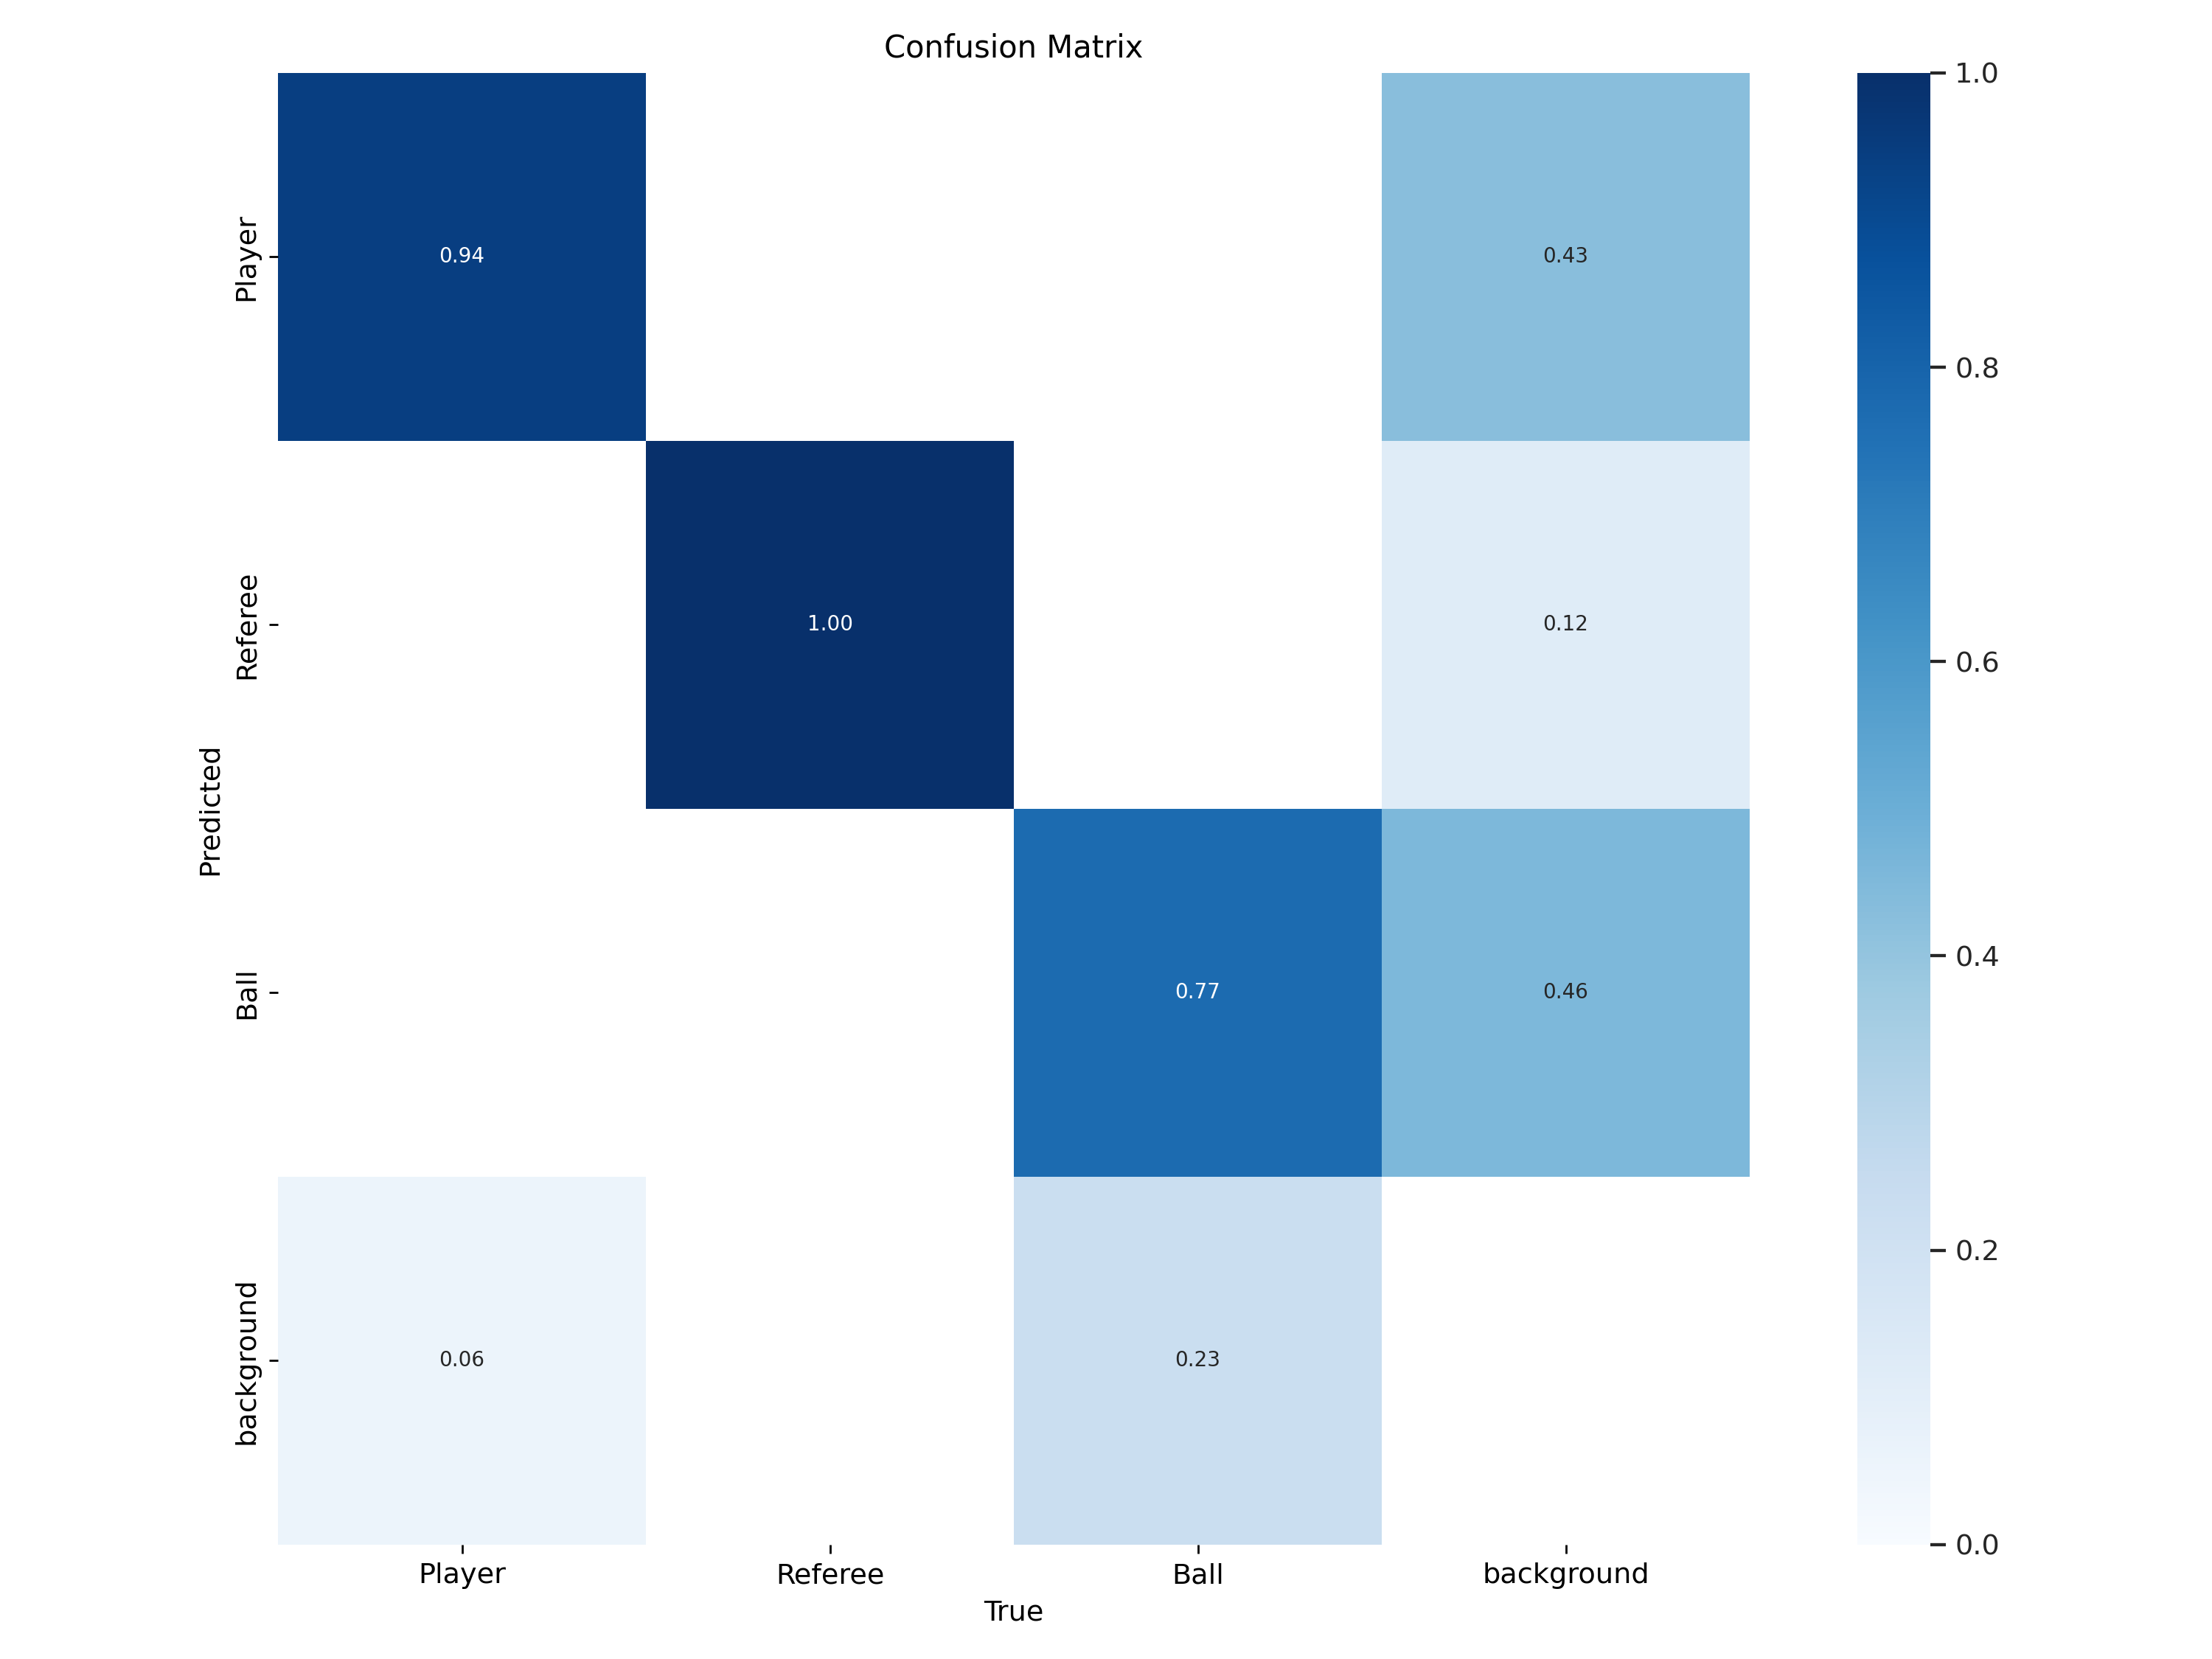 Confusion Matrix
1.0
Player
0.94
0.43
0.8
Referee
1.00
0.12
0.6
Predicted
Ball
0.77
0.46
0.4
background
0.06
0.23
0.2
0.0
Player
Referee
Ball
background
True